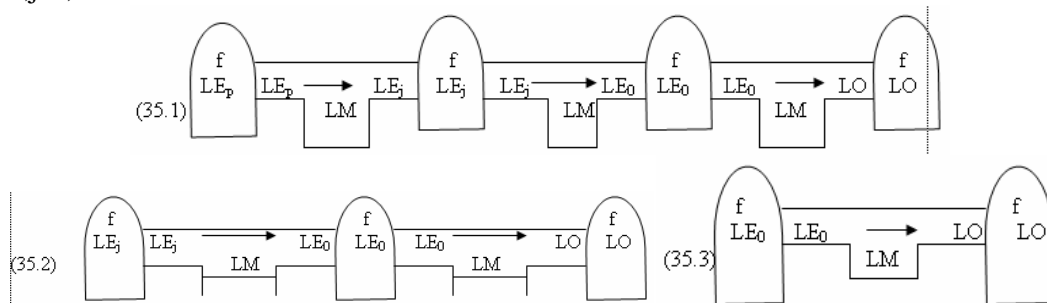 f f f f
LEp LEp LEj LEj LEj LE0 LE0 LE0 LO LO
(35.1) LM LM LM
f f f
LEj LEj LE0 LE0 LE0 LO LO
(35.2) LM LM
f f
LE0 LE0 LO LO
(35.3) LM